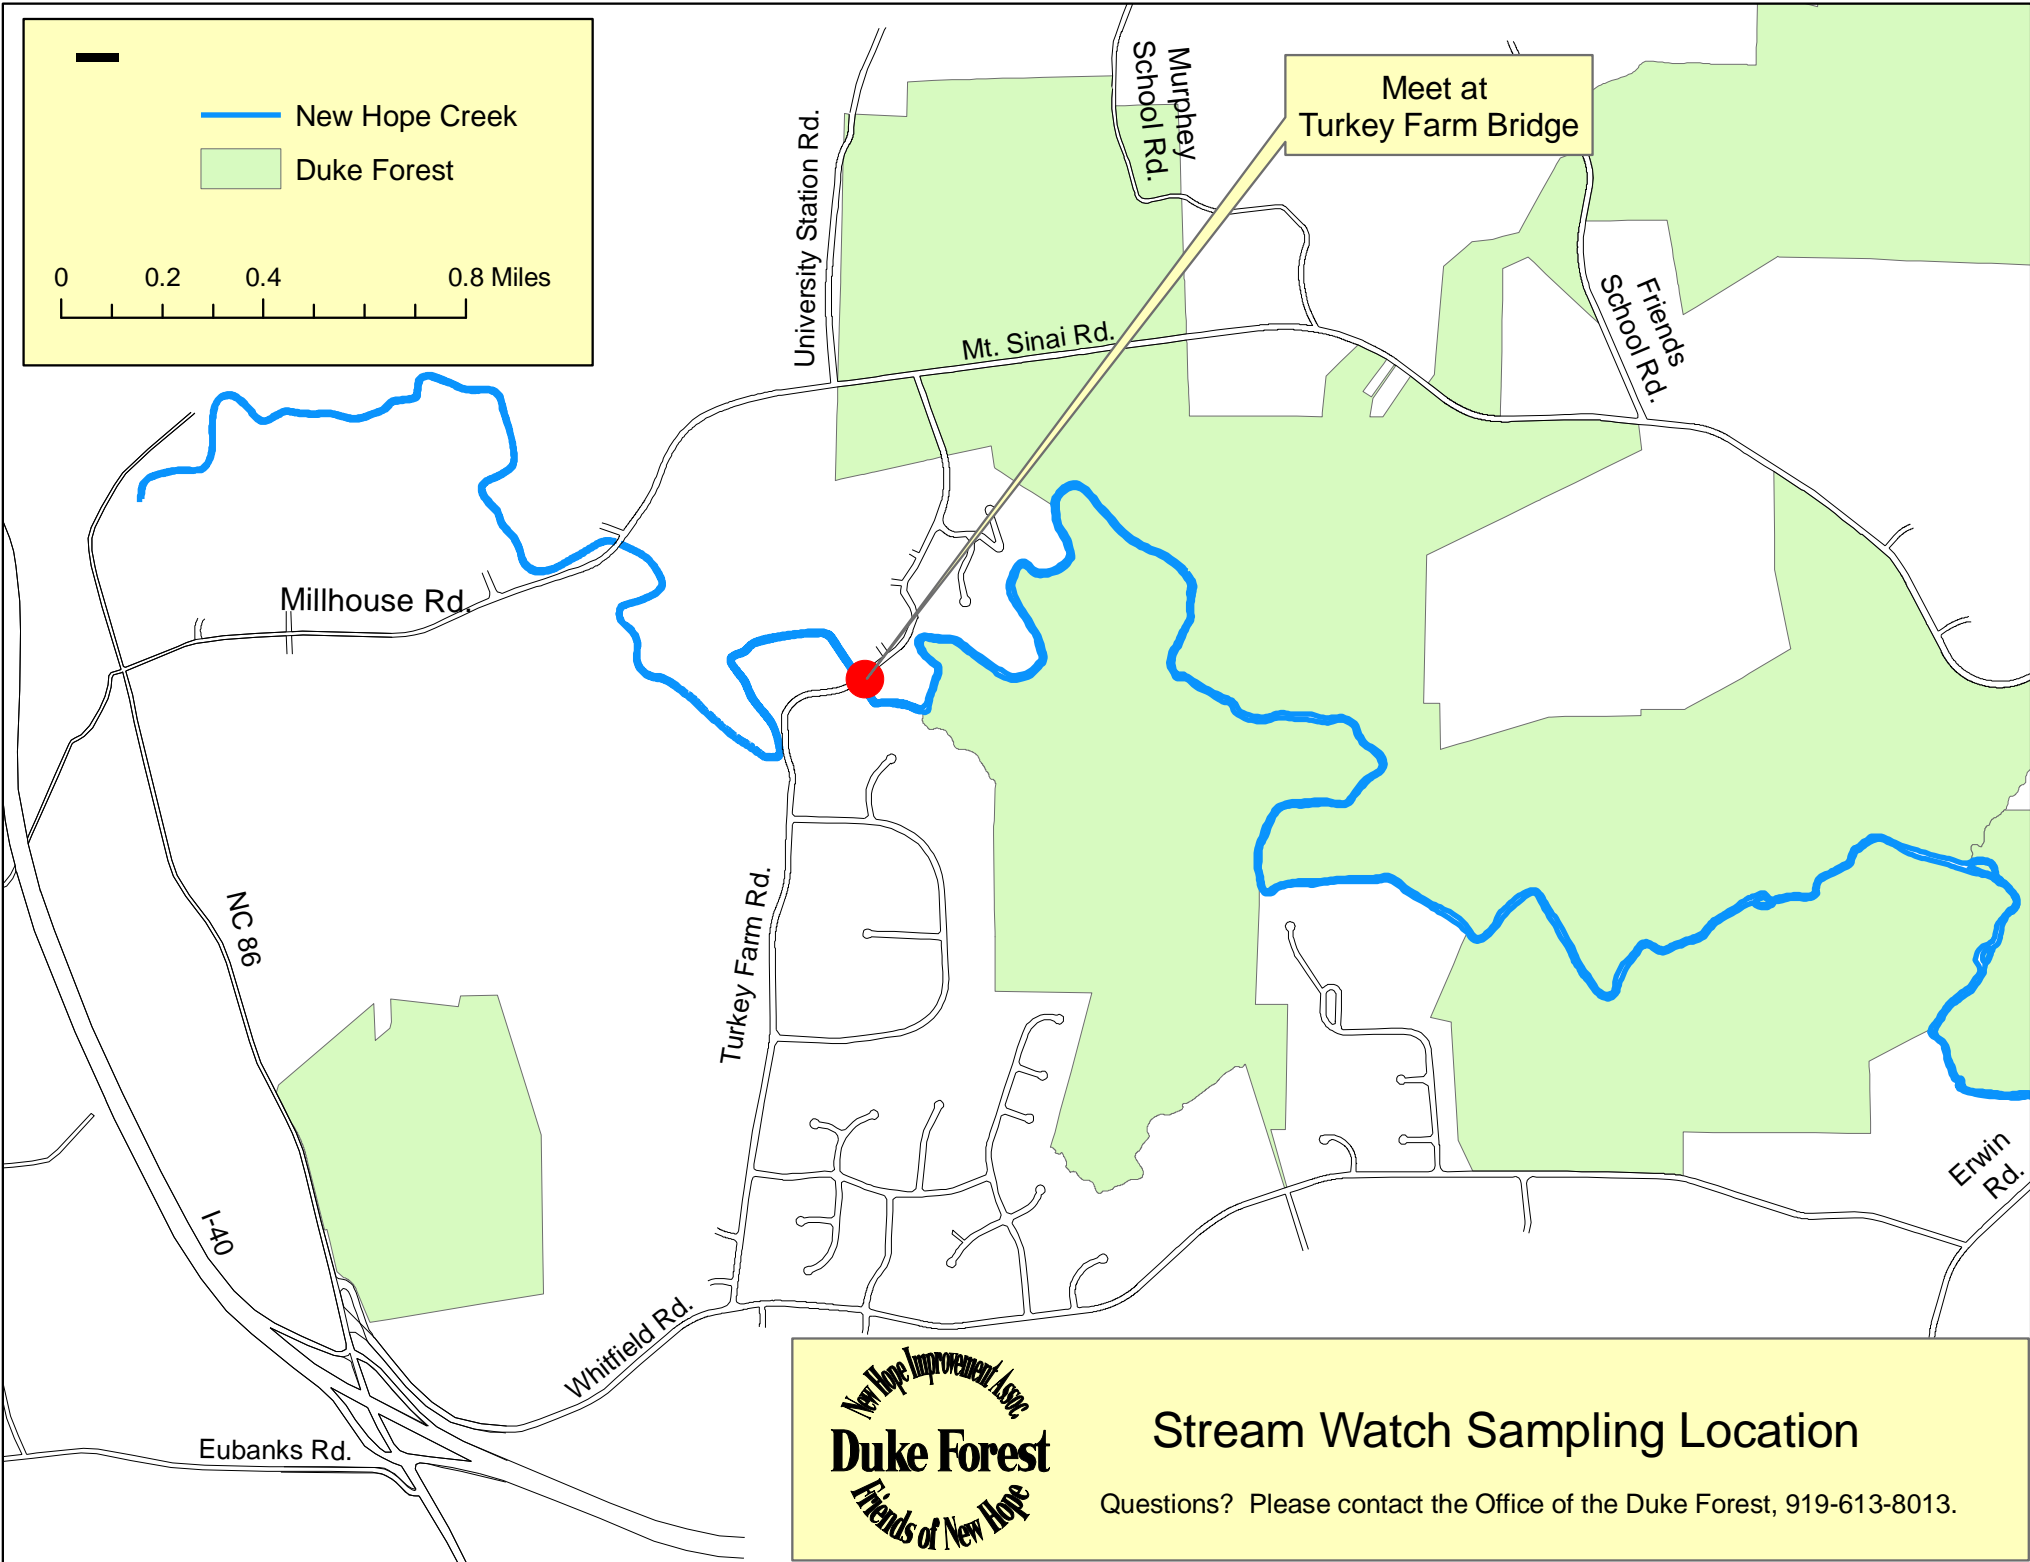 New Hope Creek
Duke Forest
0 0.2 0.4 0.8 Miles
Meet at
Turkey Farm Bridge
Murphey
School Rd.
University Station Rd.
Mt. Sinai Rd.
Friends
School Rd.
Millhouse Rd.
NC 86
Turkey Farm Rd.
I-40
Erwin
Rd.
Whitfield Rd.
Eubanks Rd.
New Hope Improvement Assoc.
Duke Forest
Friends of New Hope
Stream Watch Sampling Location
Questions? Please contact the Office of the Duke Forest, 919-613-8013.